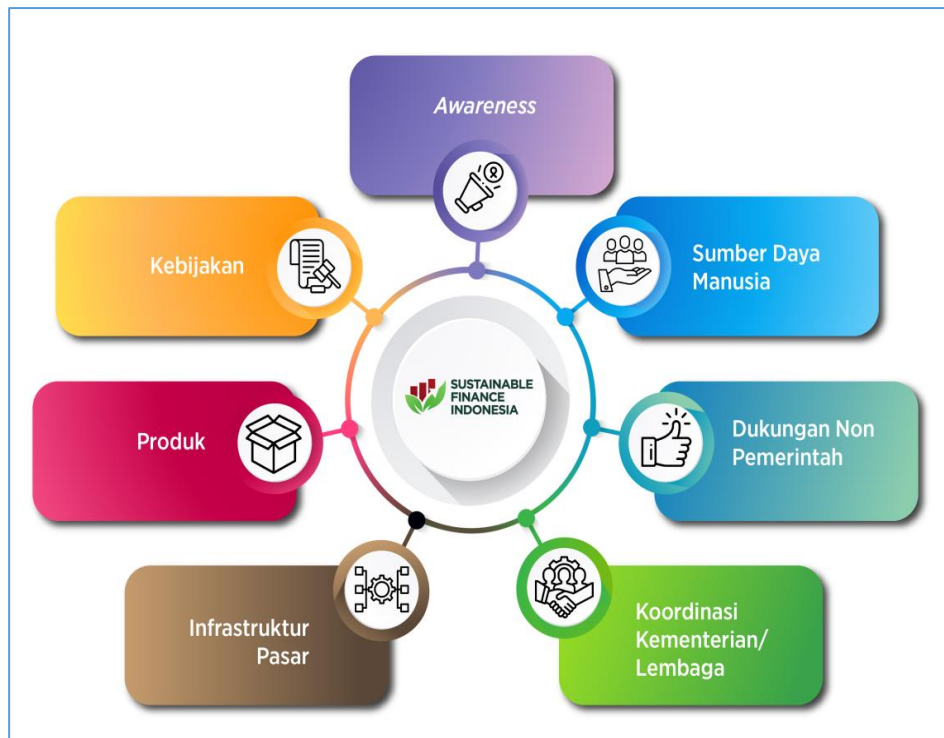 Awareness
Kebijakan
Sumber Daya
Manusia
SUSTAINABLE
FINANCE
INDONESIA
Produk
Dukungan Non
Pemerintah
Infrastruktur
Pasar
Koordinasi
Kementerian/
Lembaga